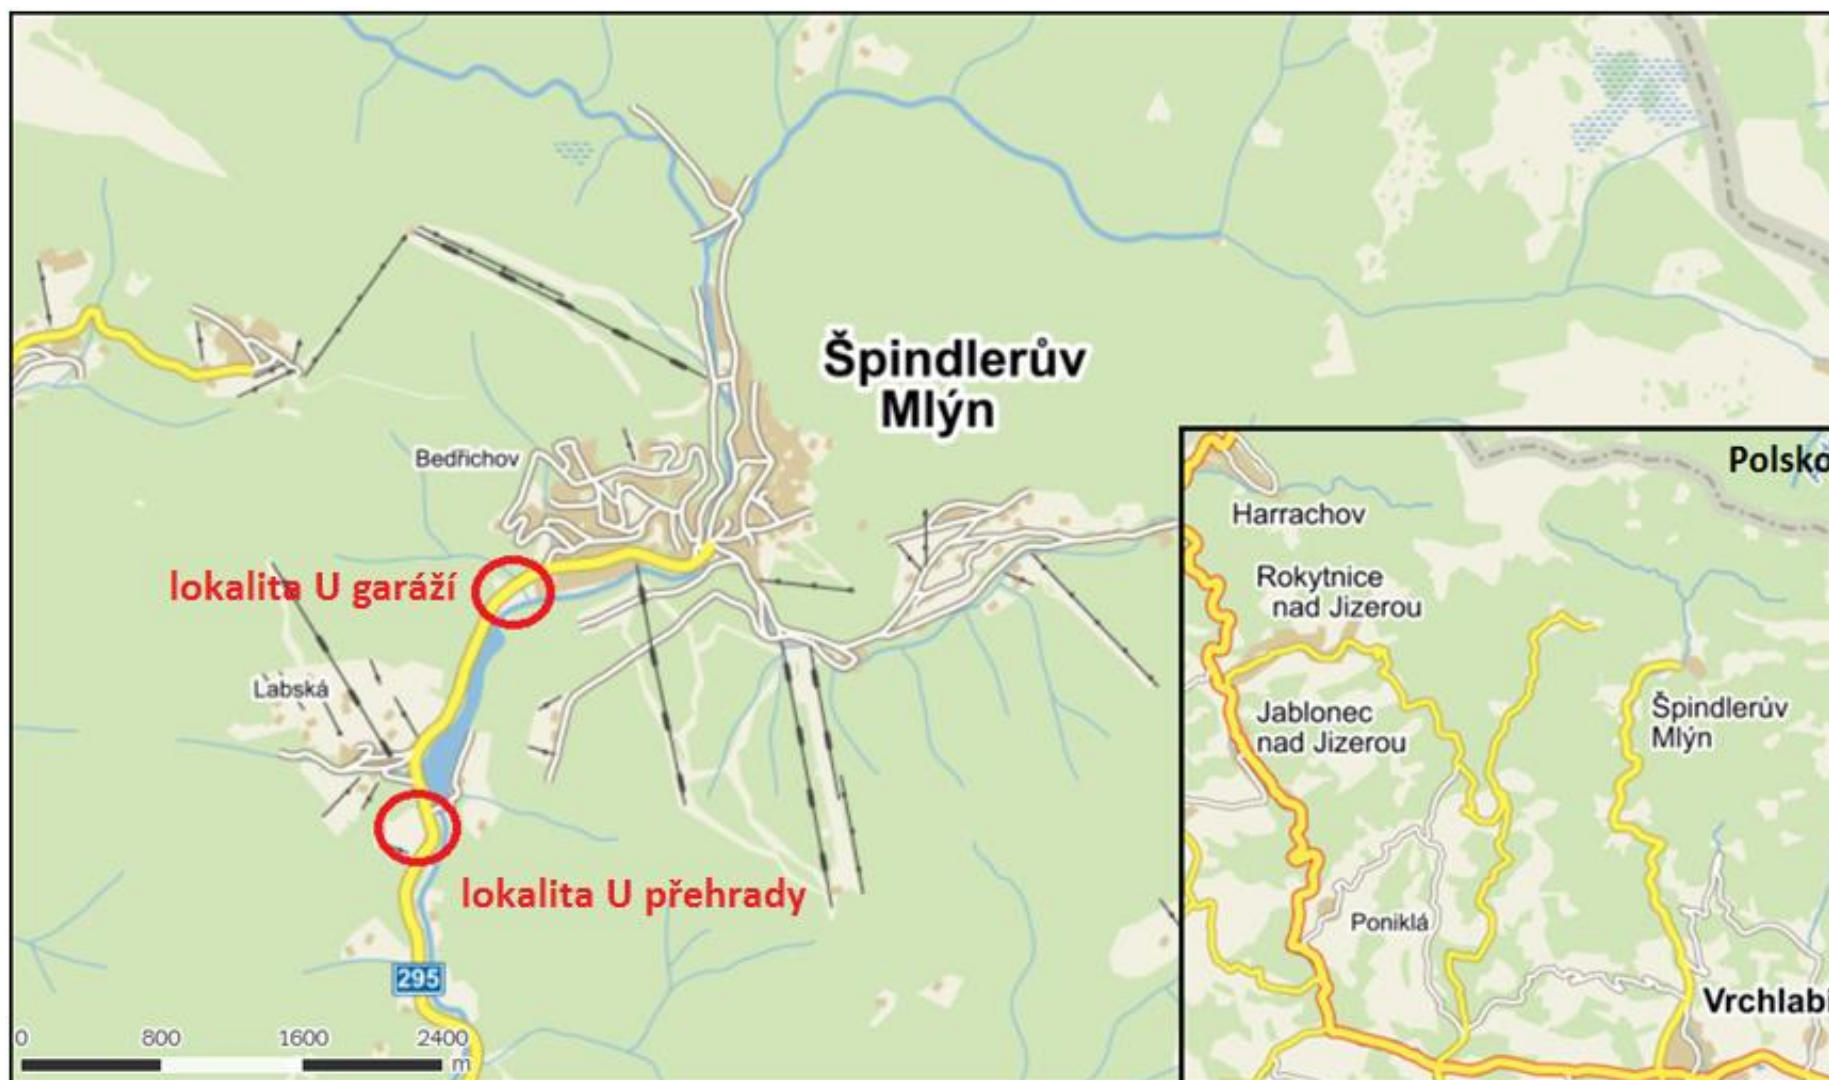 Špindlerův
Mlýn
Bedřichov
lokalita U garáží
Labská
lokalita U přehrady
295
0 800 1600 2400
m
Polsko
Harrachov
Rokytnice
nad Jizerou
Jablonec
nad Jizerou
Špindlerův
Mlýn
Poniklá
Vrchlabí